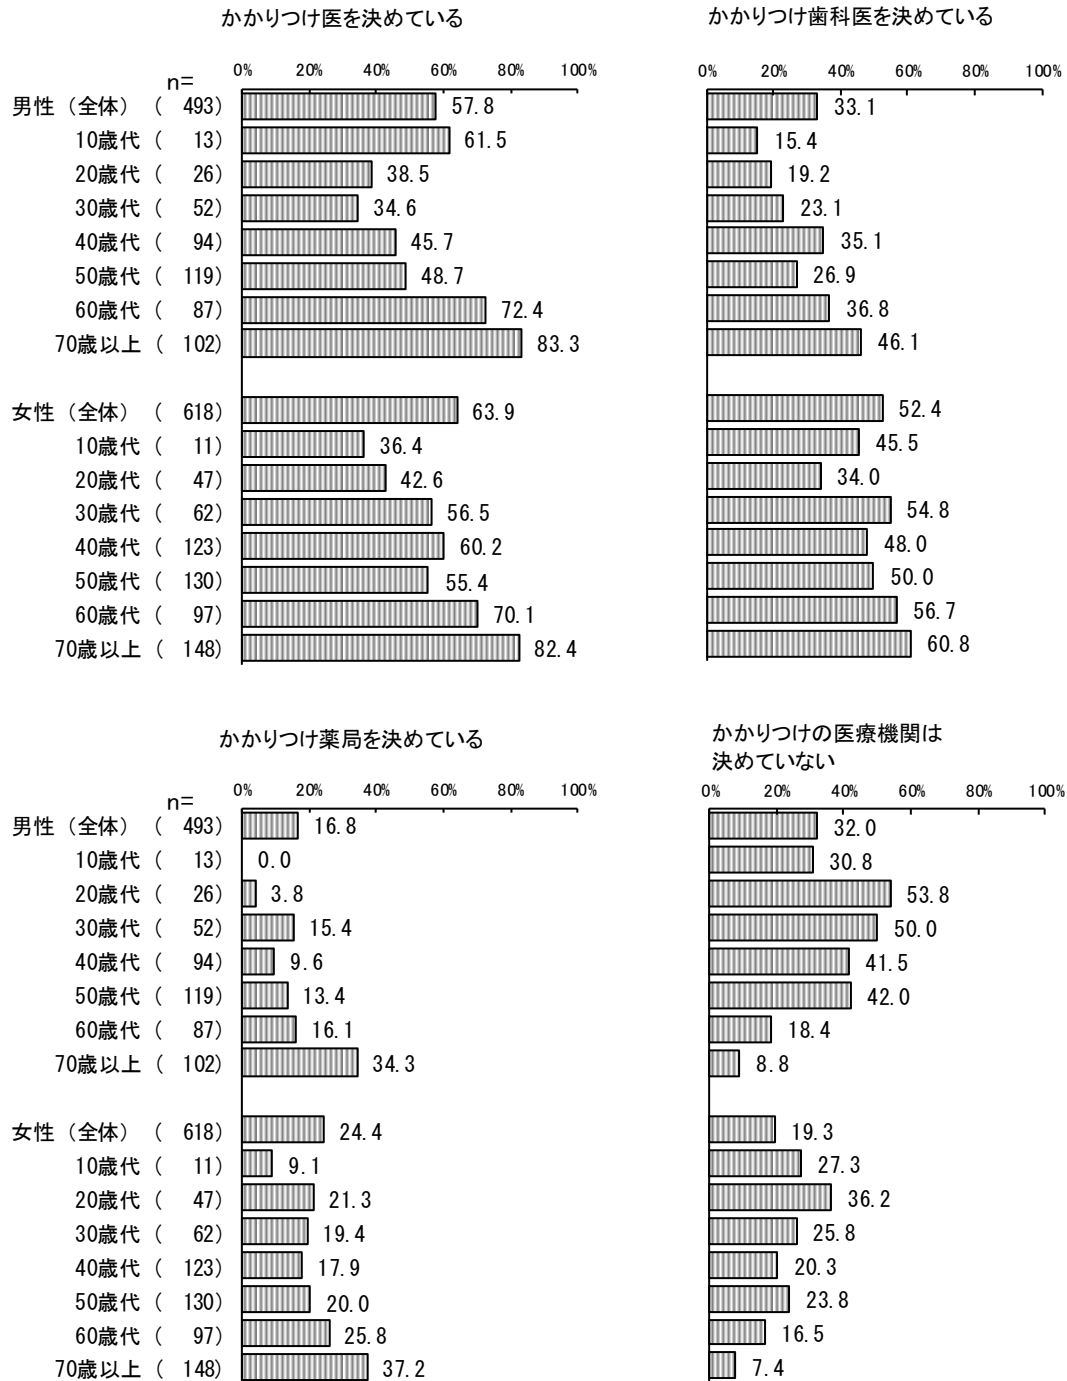 かかりつけ医を決めている
0% 20% 40% 60% 80% 100%
n=
男性（全体）（ 493） 57.8
10歳代（ 13） 61.5
20歳代（ 26） 38.5
30歳代（ 52） 34.6
40歳代（ 94） 45.7
50歳代（ 119） 48.7
60歳代（ 87） 72.4
70歳以上（ 102） 83.3
女性（全体）（ 618） 63.9
10歳代（ 11） 36.4
20歳代（ 47） 42.6
30歳代（ 62） 56.5
40歳代（ 123） 60.2
50歳代（ 130） 55.4
60歳代（ 97） 70.1
70歳以上（ 148） 82.4
かかりつけ歯科医を決めている
0% 20% 40% 60% 80% 100%
33.1
15.4
19.2
23.1
35.1
26.9
36.8
46.1
52.4
45.5
34.0
54.8
48.0
50.0
56.7
60.8
かかりつけ薬局を決めている
0% 20% 40% 60% 80% 100%
n=
男性（全体）（ 493） 16.8
10歳代（ 13） 0.0
20歳代（ 26） 3.8
30歳代（ 52） 15.4
40歳代（ 94） 9.6
50歳代（ 119） 13.4
60歳代（ 87） 16.1
70歳以上（ 102） 34.3
女性（全体）（ 618） 24.4
10歳代（ 11） 9.1
20歳代（ 47） 21.3
30歳代（ 62） 19.4
40歳代（ 123） 17.9
50歳代（ 130） 20.0
60歳代（ 97） 25.8
70歳以上（ 148） 37.2
かかりつけの医療機関は
決めていない
0% 20% 40% 60% 80% 100%
32.0
30.8
53.8
50.0
41.5
42.0
18.4
8.8
19.3
27.3
36.2
25.8
20.3
23.8
16.5
7.4